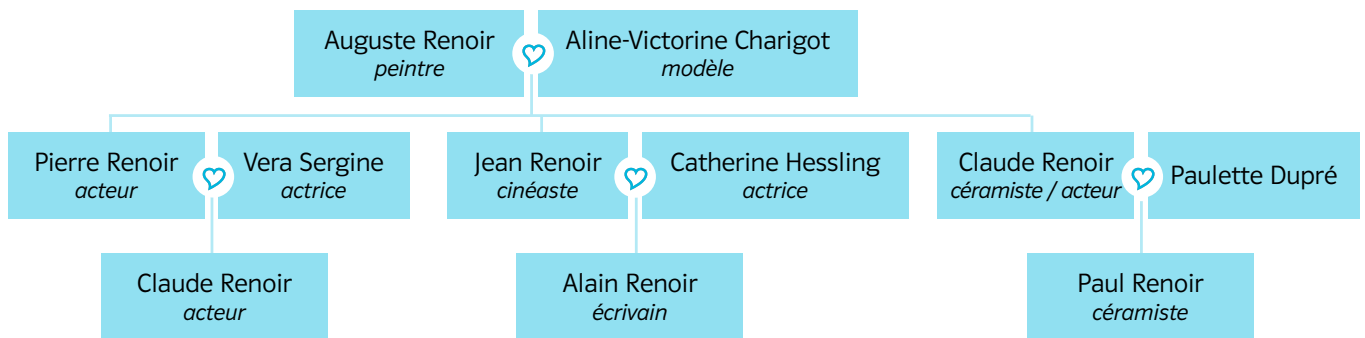 Auguste Renoir
peintre
Aline-Victorine Charigot
modèle
Pierre Renoir
acteur
Vera Sergine
actrice
Jean Renoir
cinéaste
Catherine Hessling
actrice
Claude Renoir
céramiste / acteur
Paulette Dupré
Claude Renoir
acteur
Alain Renoir
écrivain
Paul Renoir
céramiste